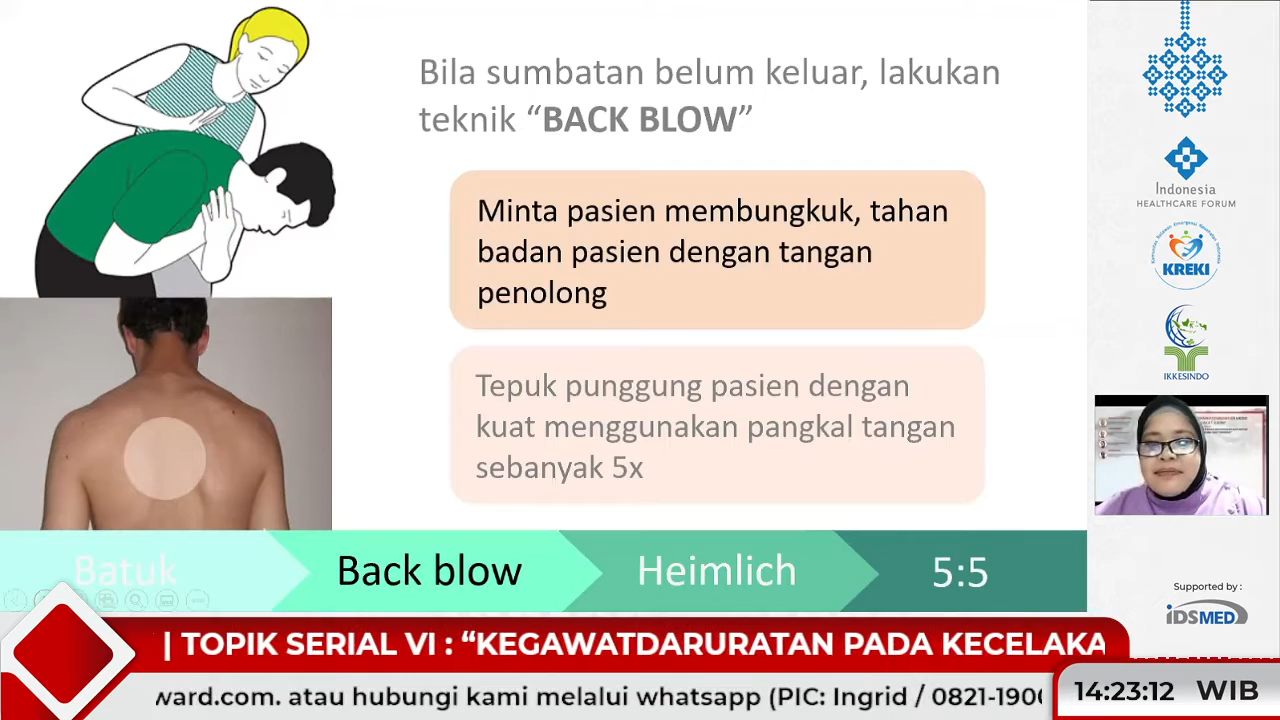 Bila sumbatan belum keluar, lakukan
teknik “BACK BLOW”
Minta pasien membungkuk, tahan
badan pasien dengan tangan
penolong
Tepuk punggung pasien dengan
kuat menggunakan pangkal tangan
sebanyak 5x
Batuk
Back blow
Heimlich
5:5
Indonesia
HEALTHCARE FORUM
KREKI
IKKESINDO
Supported by :
iDSMED
| TOPIK SERIAL VI : “KEGAWATDARURATAN PADA KECELAKA
ward.com. atau hubungi kami melalui whatsapp (PIC: Ingrid / 0821-190
14:23:12 WIB